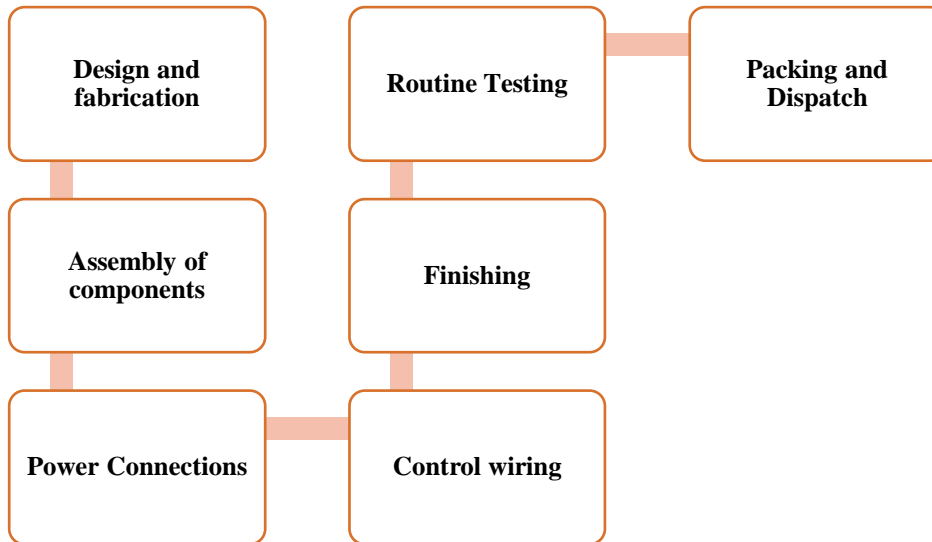 Design and
fabrication
Assembly of
components
Power Connections
Control wiring
Finishing
Routine Testing
Packing and
Dispatch